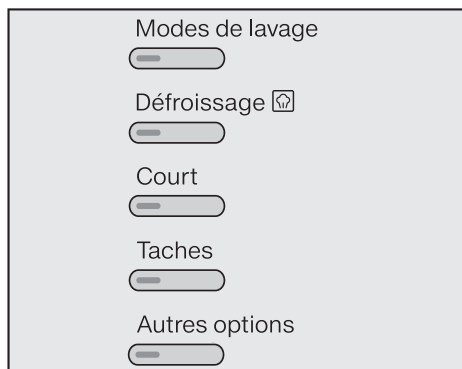 Modes de lavage
Défroissage
Court
Taches
Autres options